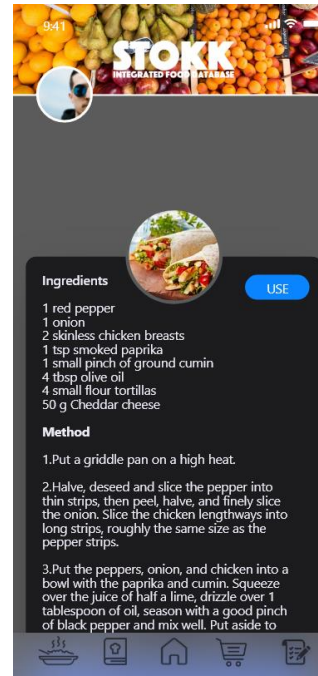 9:41
STOKK
INTEGRATED FOOD DATABASE
Ingredients
USE
1 red pepper
1 onion
2 skinless chicken breasts
1 tsp smoked paprika
1 small pinch of ground cumin
4 tbsp olive oil
4 small flour tortillas
50 g Cheddar cheese
Method
1.Put a griddle pan on a high heat.
2.Halve, deseed and slice the pepper into
thin strips, then peel, halve, and finely slice
the onion. Slice the chicken lengthways into
long strips, roughly the same size as the
pepper strips.
3.Put the peppers, onion, and chicken into a
bowl with the paprika and cumin. Squeeze
over the juice of half a lime, drizzle over 1
tablespoon of oil, season with a good pinch
of black pepper and mix well. Put aside to